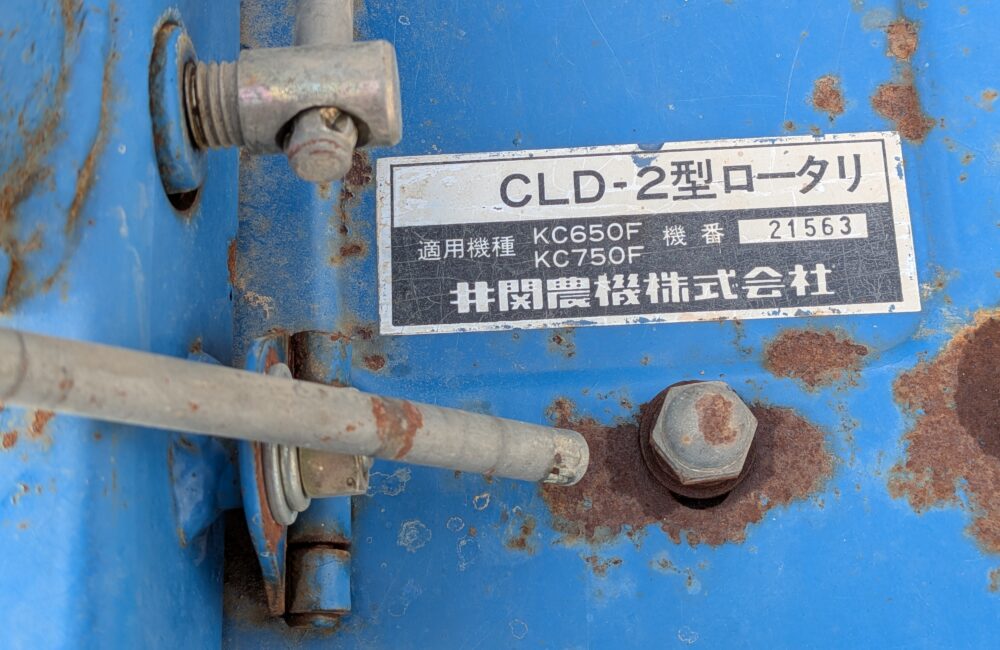 CLD-2型ロータリ
適用機種 KC650F 機番 21563
KC750F
井関農機株式会社